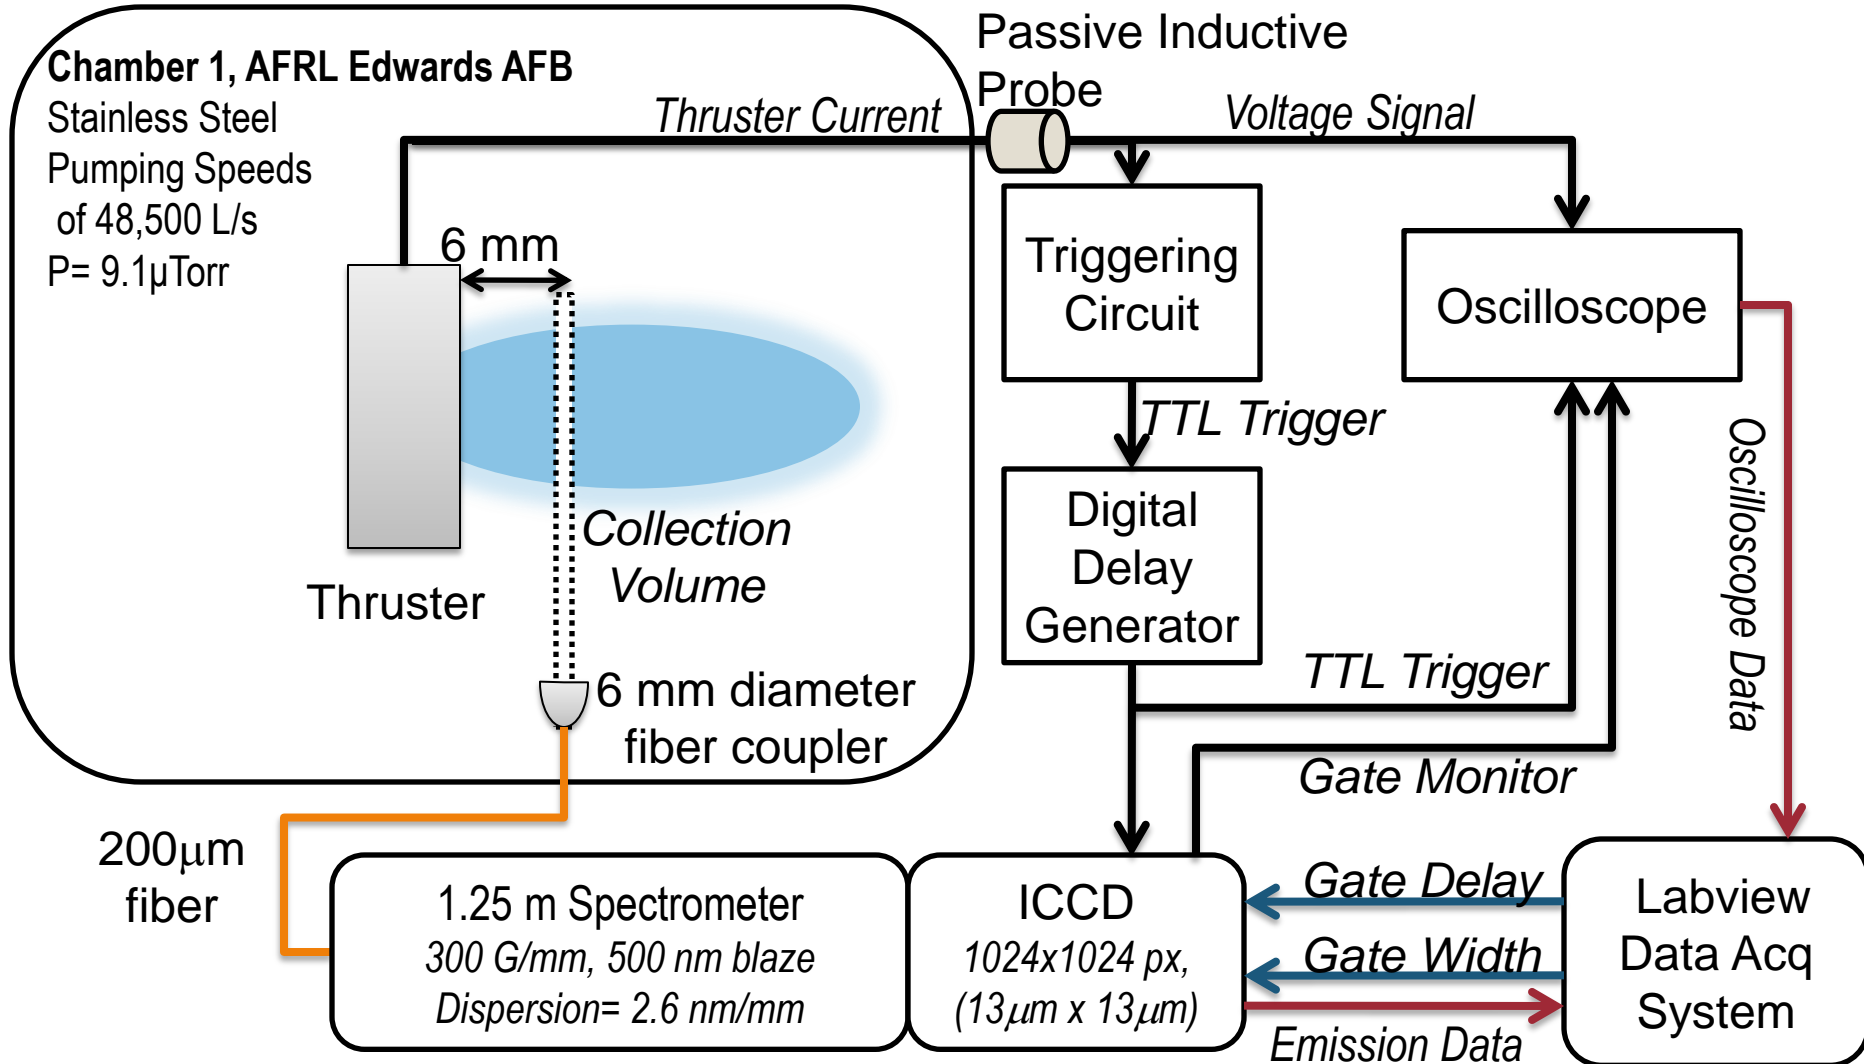 Chamber 1, AFRL Edwards AFB
Stainless Steel
Pumping Speeds
of 48,500 L/s
P= 9.1µTorr
Thruster Current
Passive Inductive
Probe
Voltage Signal
6 mm
Thruster
Collection
Volume
6 mm diameter
fiber coupler
200µm
fiber
Triggering
Circuit
Oscilloscope
TTL Trigger
Digital
Delay
Generator
TTL Trigger
Gate Monitor
Oscilloscope Data
1.25 m Spectrometer
300 G/mm, 500 nm blaze
Dispersion= 2.6 nm/mm
ICCD
1024x1024 px,
(13µm x 13µm)
Gate Delay
Gate Width
Emission Data
Labview
Data Acq
System